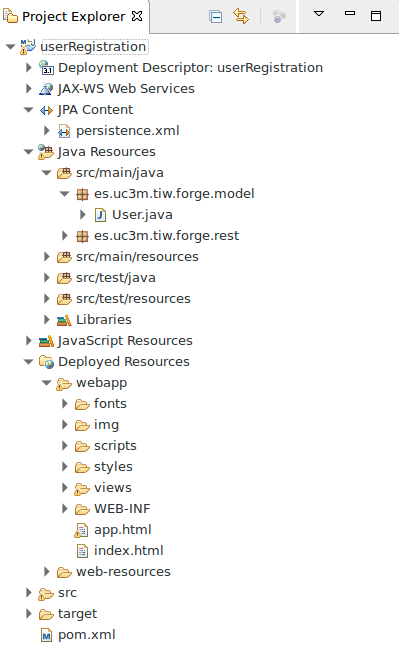 Project Explorer
userRegistration
3.1 Deployment Descriptor: userRegistration
JAX-WS Web Services
JPA Content
persistence.xml
Java Resources
src/main/java
es.uc3m.tiw.forge.model
J User.java
es.uc3m.tiw.forge.rest
src/main/resources
src/test/java
src/test/resources
Libraries
JavaScript Resources
Deployed Resources
webapp
fonts
img
scripts
styles
views
WEB-INF
app.html
index.html
web-resources
src
target
M pom.xml